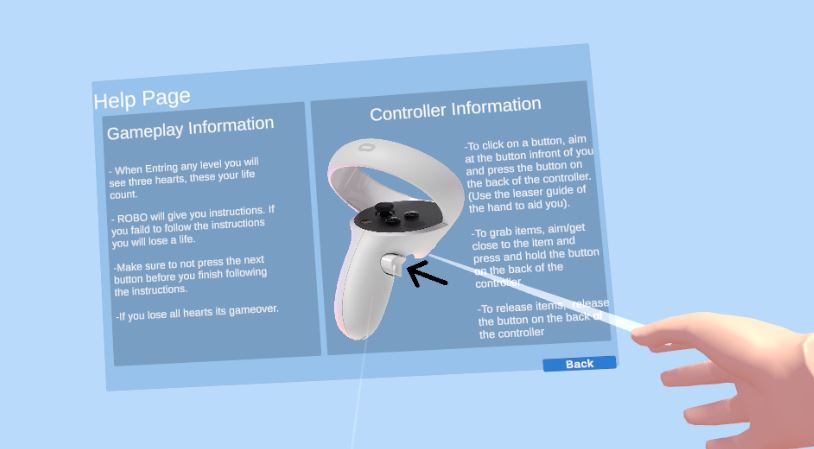 Help Page
Gameplay Information
- When Entring any level you will
see three hearts, these your life
count.
- ROBO will give you instructions. If
you faild to follow the instructions
you will lose a life.
-Make sure to not press the next
button before you finish following
the instructions.
-If you lose all hearts its gameover.
Controller Information
-To click on a button, aim
at the button infront of you
and press the button on
the back of the controller.
(Use the leaser guide of
the hand to aid you).
-To grab items, aim/get
close to the item and
press and hold the button
on the back of the
controller
-To release items, release
the button on the back of
the controller
Back